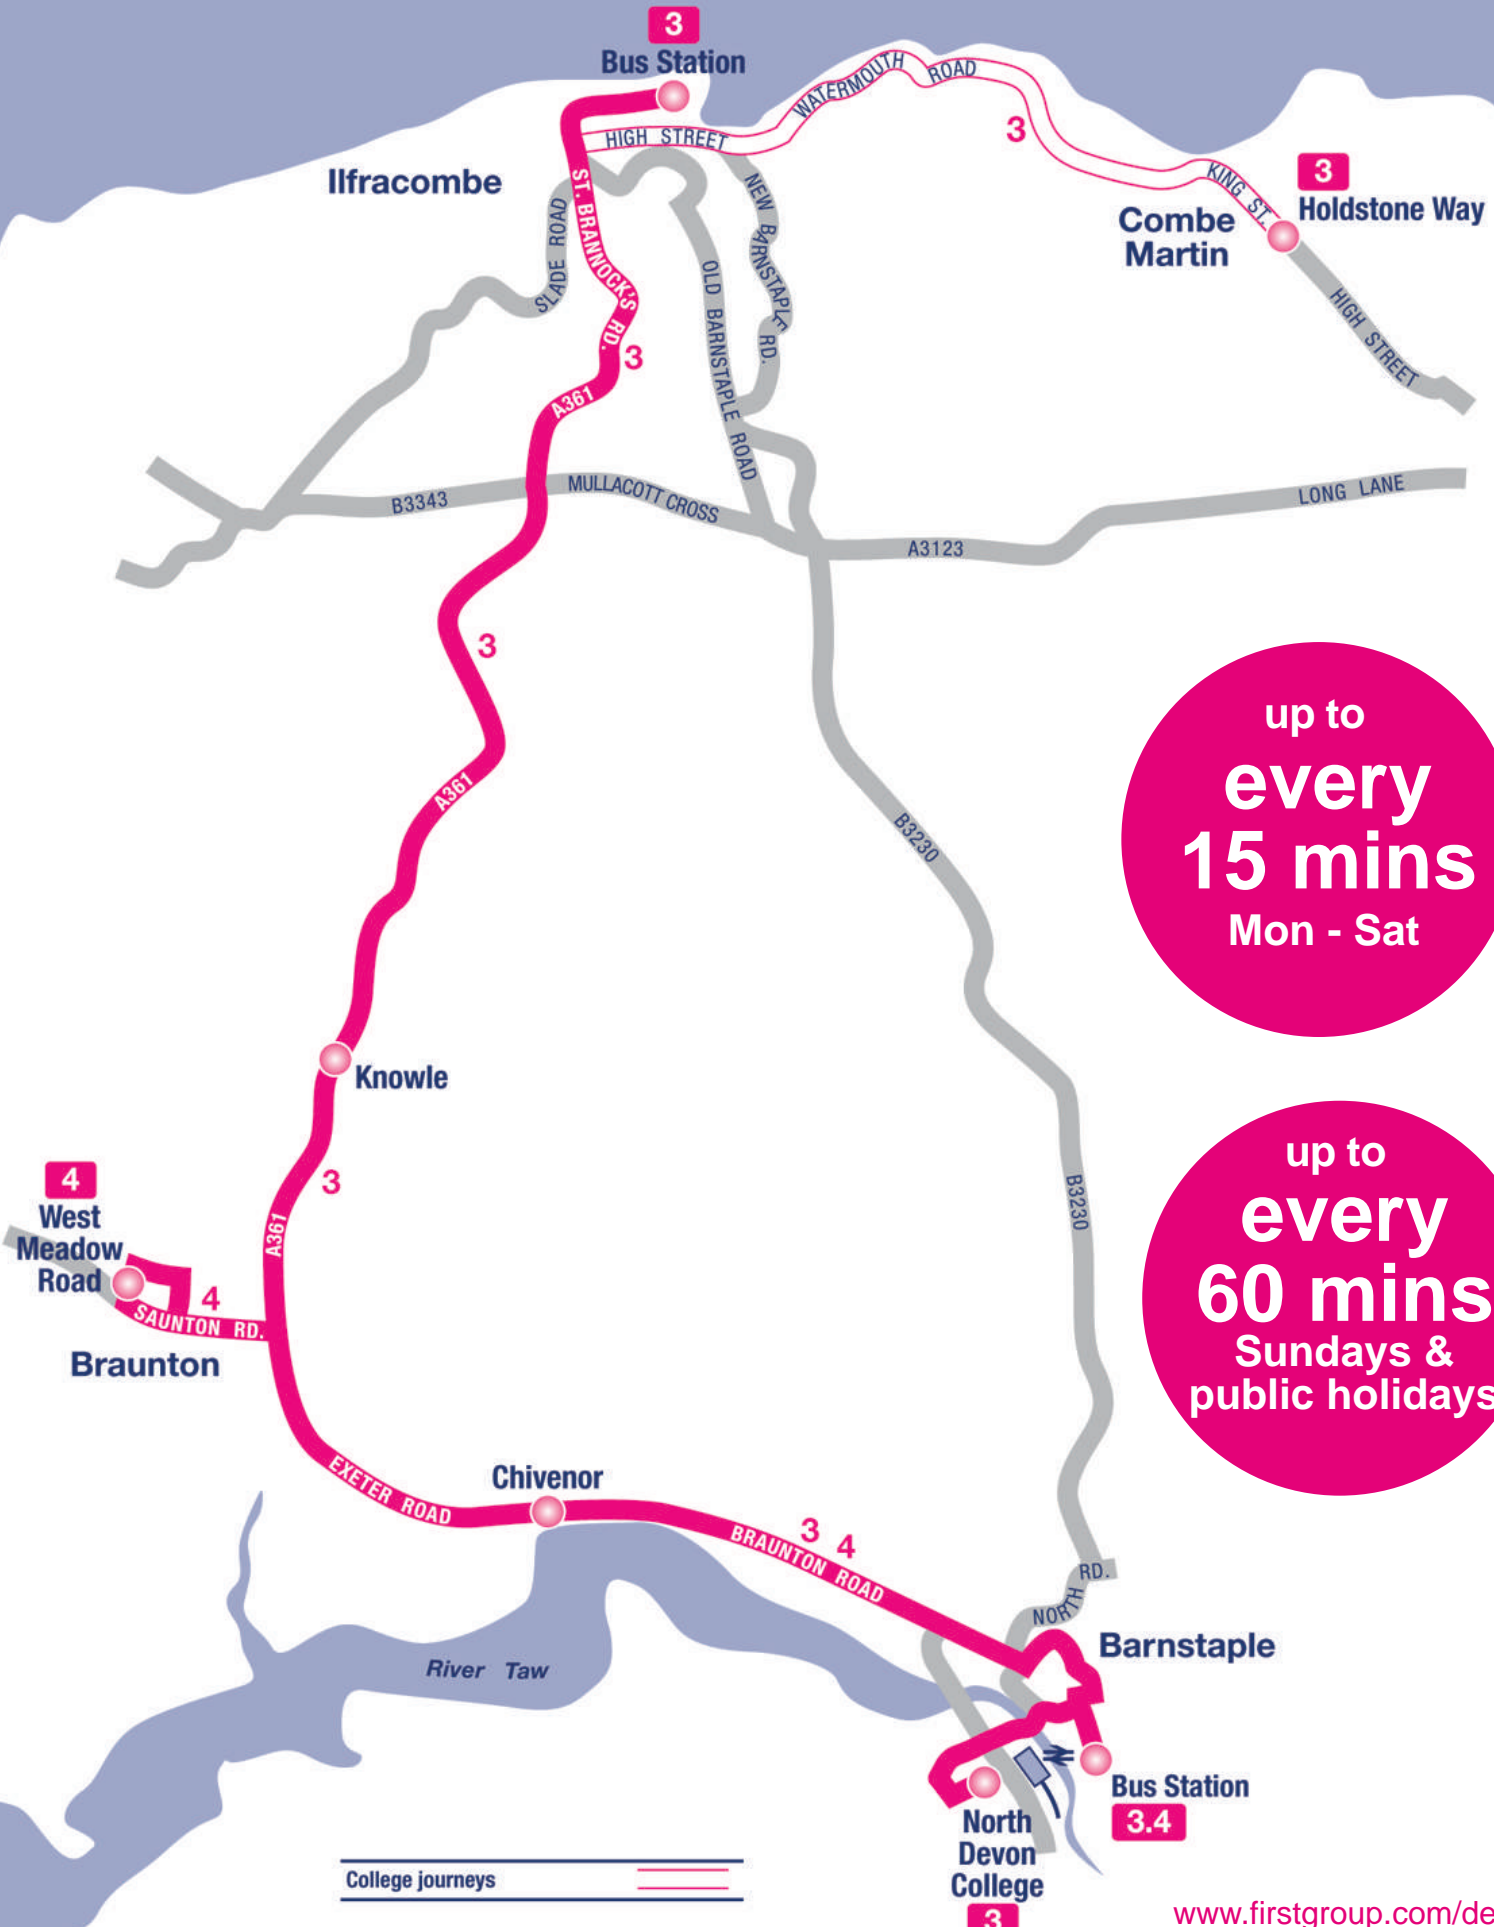 3
Bus Station
WATERMOUTH ROAD
HIGH STREET
3
KING ST.
3
Holdstone Way
Ilfracombe
Combe
Martin
ST. BRANNOCK'S RD.
SLADE ROAD
NEW BARNSTAPLE RD.
OLD BARNSTAPLE ROAD
HIGH STREET
3
A361
B3343
MULLACOTT CROSS
LONG LANE
A3123
3
up to
every
15 mins
Mon - Sat
A361
B3230
Knowle
up to
every
60 mins
Sundays &
public holidays
4
West
Meadow
Road
3
A361
B3230
4
SAUNTON RD.
Braunton
EXETER ROAD
Chivenor
3 4
BRAUNTON ROAD
NORTH RD.
Barnstaple
River Taw
Bus Station
3.4
North
Devon
College
3
College journeys
www.firstgroup.com/de